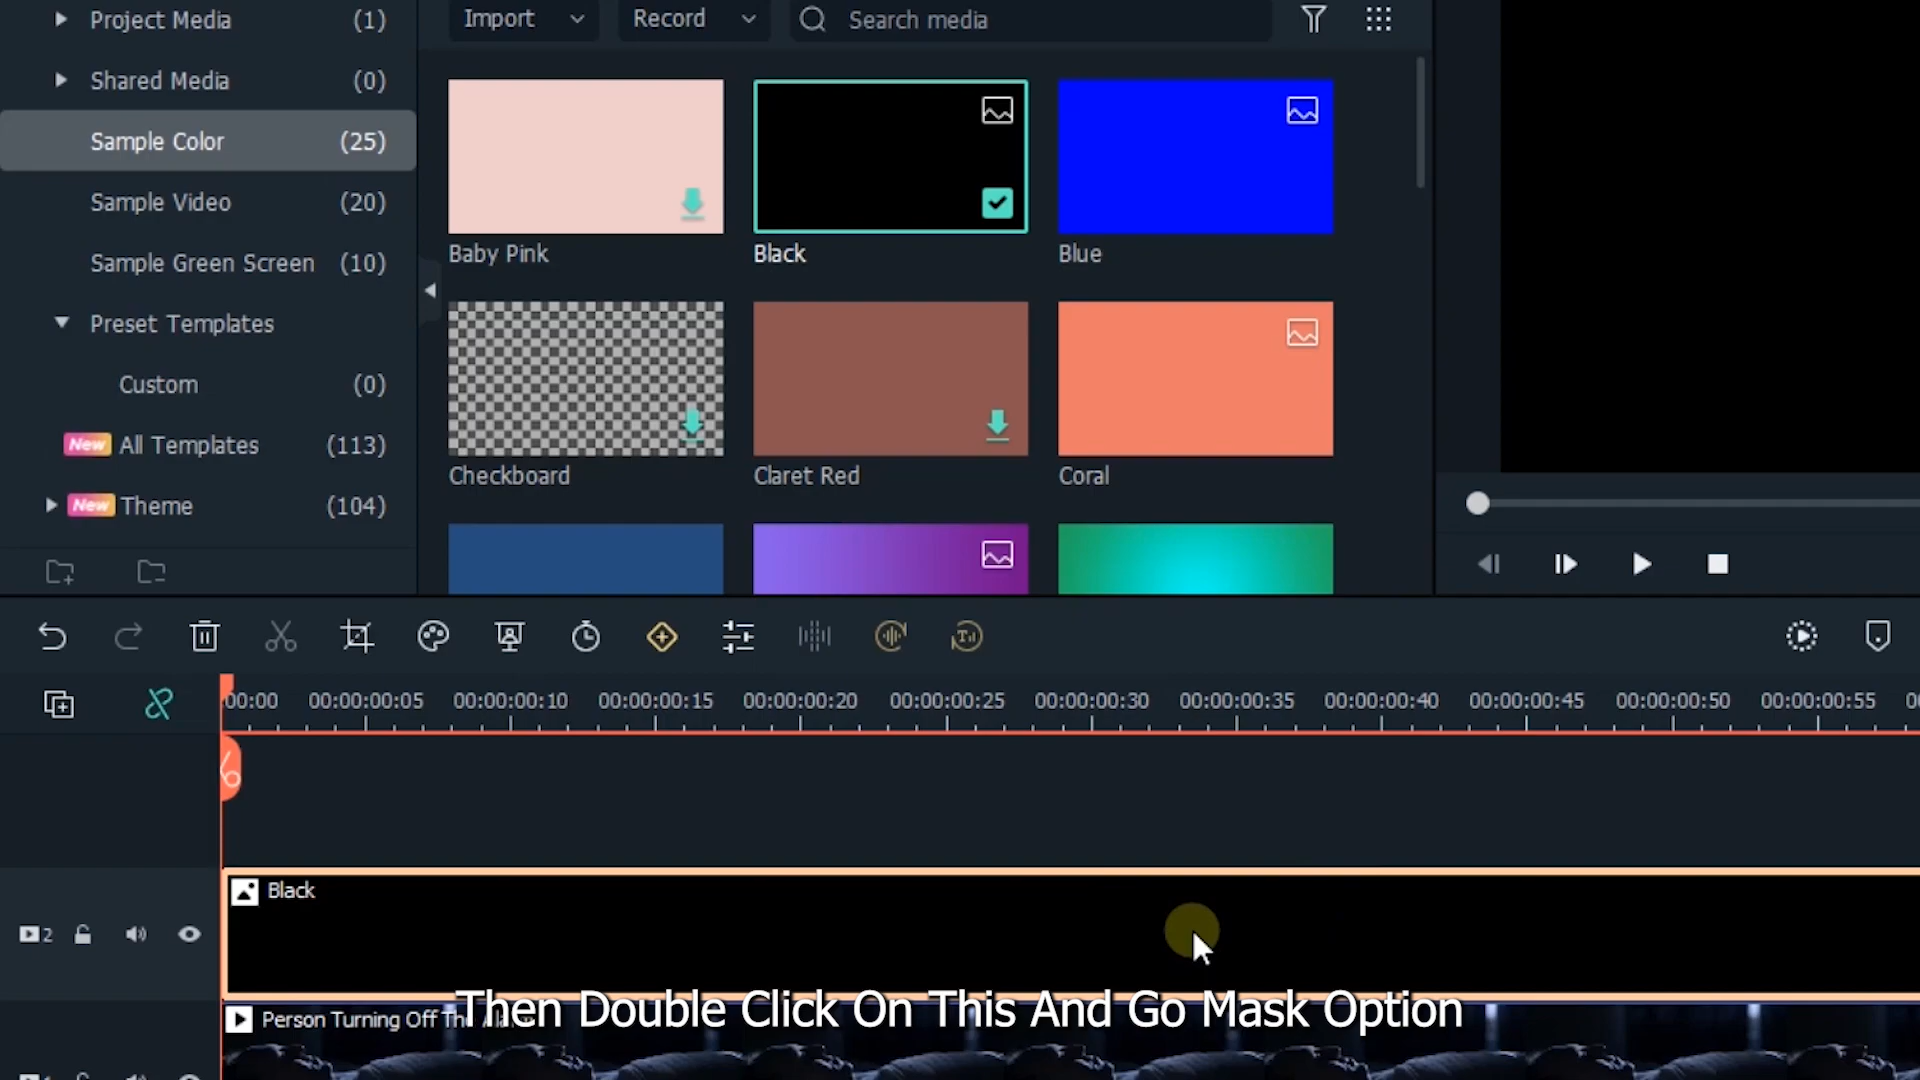 Project Media (1)
Import
Record
Search media
Shared Media (0)
Sample Color (25)
Sample Video (20)
Sample Green Screen (10)
Preset Templates
Custom (0)
New All Templates (113)
New Theme (104)
Baby Pink
Black
Blue
Checkboard
Claret Red
Coral
00:00 00:00:00:05 00:00:00:10 00:00:00:15 00:00:00:20 00:00:00:25 00:00:00:30 00:00:00:35 00:00:00:40 00:00:00:45 00:00:00:50 00:00:00:55
Black
2
Then Double Click On This And Go Mask Option
Person Turning Off The